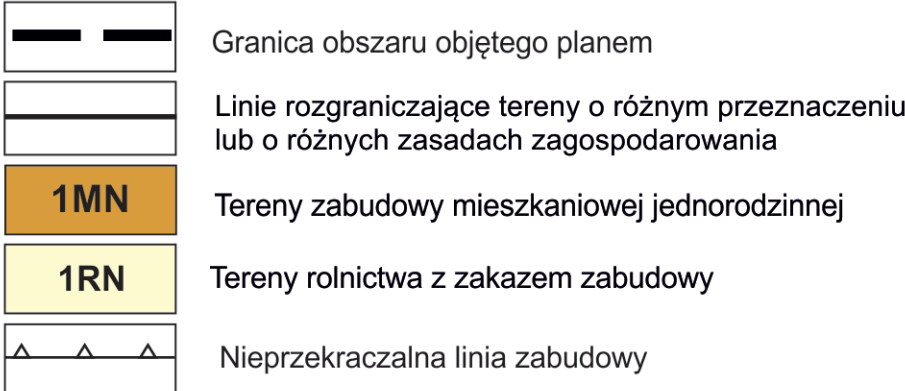 Granica obszaru objętego planem
Linie rozgraniczające tereny o różnym przeznaczeniu
lub o różnych zasadach zagospodarowania
1MN Tereny zabudowy mieszkaniowej jednorodzinnej
1RN Tereny rolnictwa z zakazem zabudowy
Nieprzekraczalna linia zabudowy